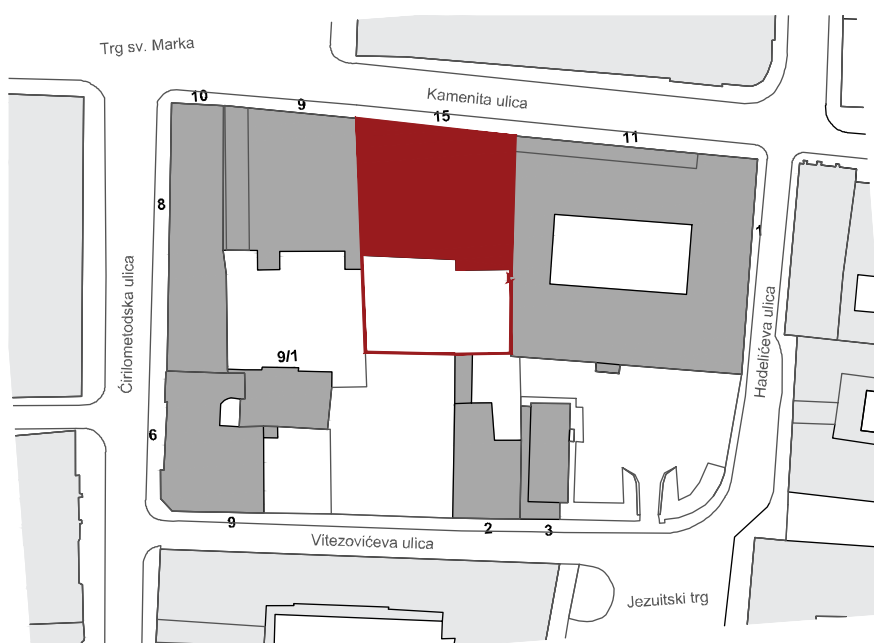 Trg sv. Marka
Kamenita ulica
10
9
15
11
8
1
Ćirilometodska ulica
Hadelićeva ulica
9/1
6
9
2
3
Vitezovićeva ulica
Jezuitski trg